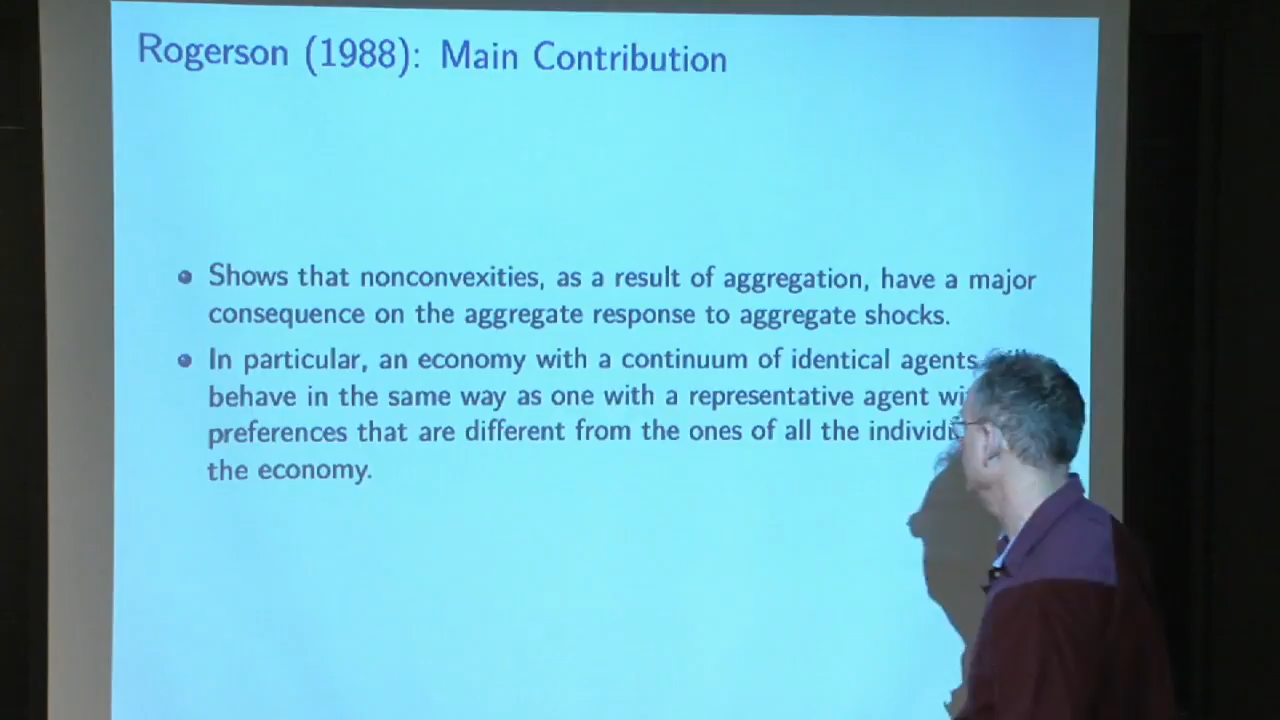 Rogerson (1988): Main Contribution
Shows that nonconvexities, as a result of aggregation, have a major
consequence on the aggregate response to aggregate shocks.
In particular, an economy with a continuum of identical agents
behave in the same way as one with a representative agent
preferences that are different from the ones of all the
the economy.